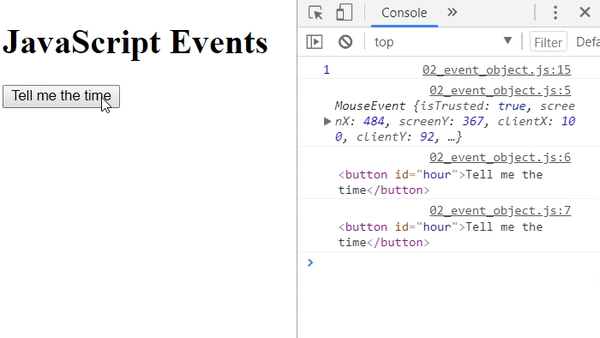 JavaScript Events
Tell me the time
Console
top
Filter
Defa
1 02_event_object.js:15
02_event_object.js:5
MouseEvent {isTrusted: true, scree
nX: 484, screenY: 367, clientX: 10
0, clientY: 92, …}
02_event_object.js:6
<button id="hour">Tell me the
time</button>
02_event_object.js:7
<button id="hour">Tell me the
time</button>